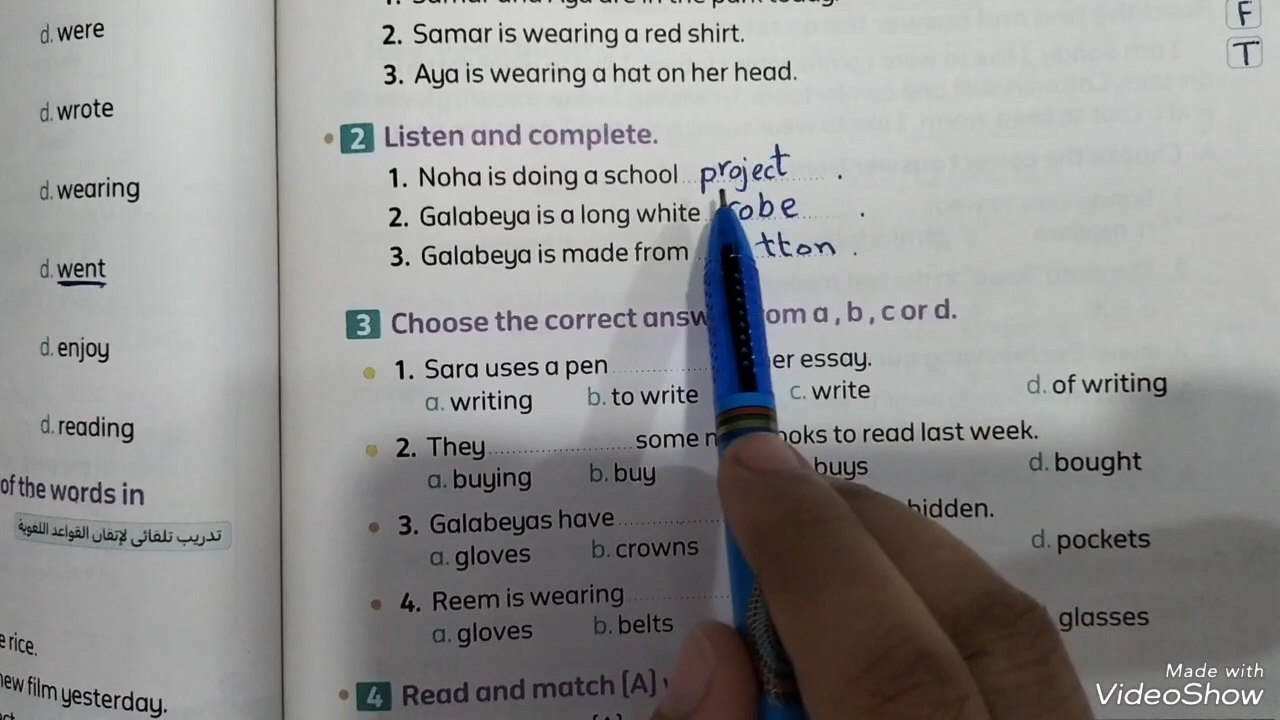 d. were
d. wrote
d. wearing
d. went
d. enjoy
d. reading
of the words in
تدريب تلقائى لإتقان القواعد اللغوية
rice.
new film yesterday.
2. Samar is wearing a red shirt.
3. Aya is wearing a hat on her head.
F
T
2 Listen and complete.
1. Noha is doing a school project .
2. Galabeya is a long white robe .
3. Galabeya is made from tton .
3 Choose the correct answ om a , b , c or d.
1. Sara uses a pen er essay.
a. writing b. to write c. write d. of writing
2. They some n ooks to read last week.
a. buying b. buy buys d. bought
3. Galabeyas have hidden.
a. gloves b. crowns d. pockets
4. Reem is wearing
a. gloves b. belts glasses
4 Read and match (A)
Made with
VideoShow